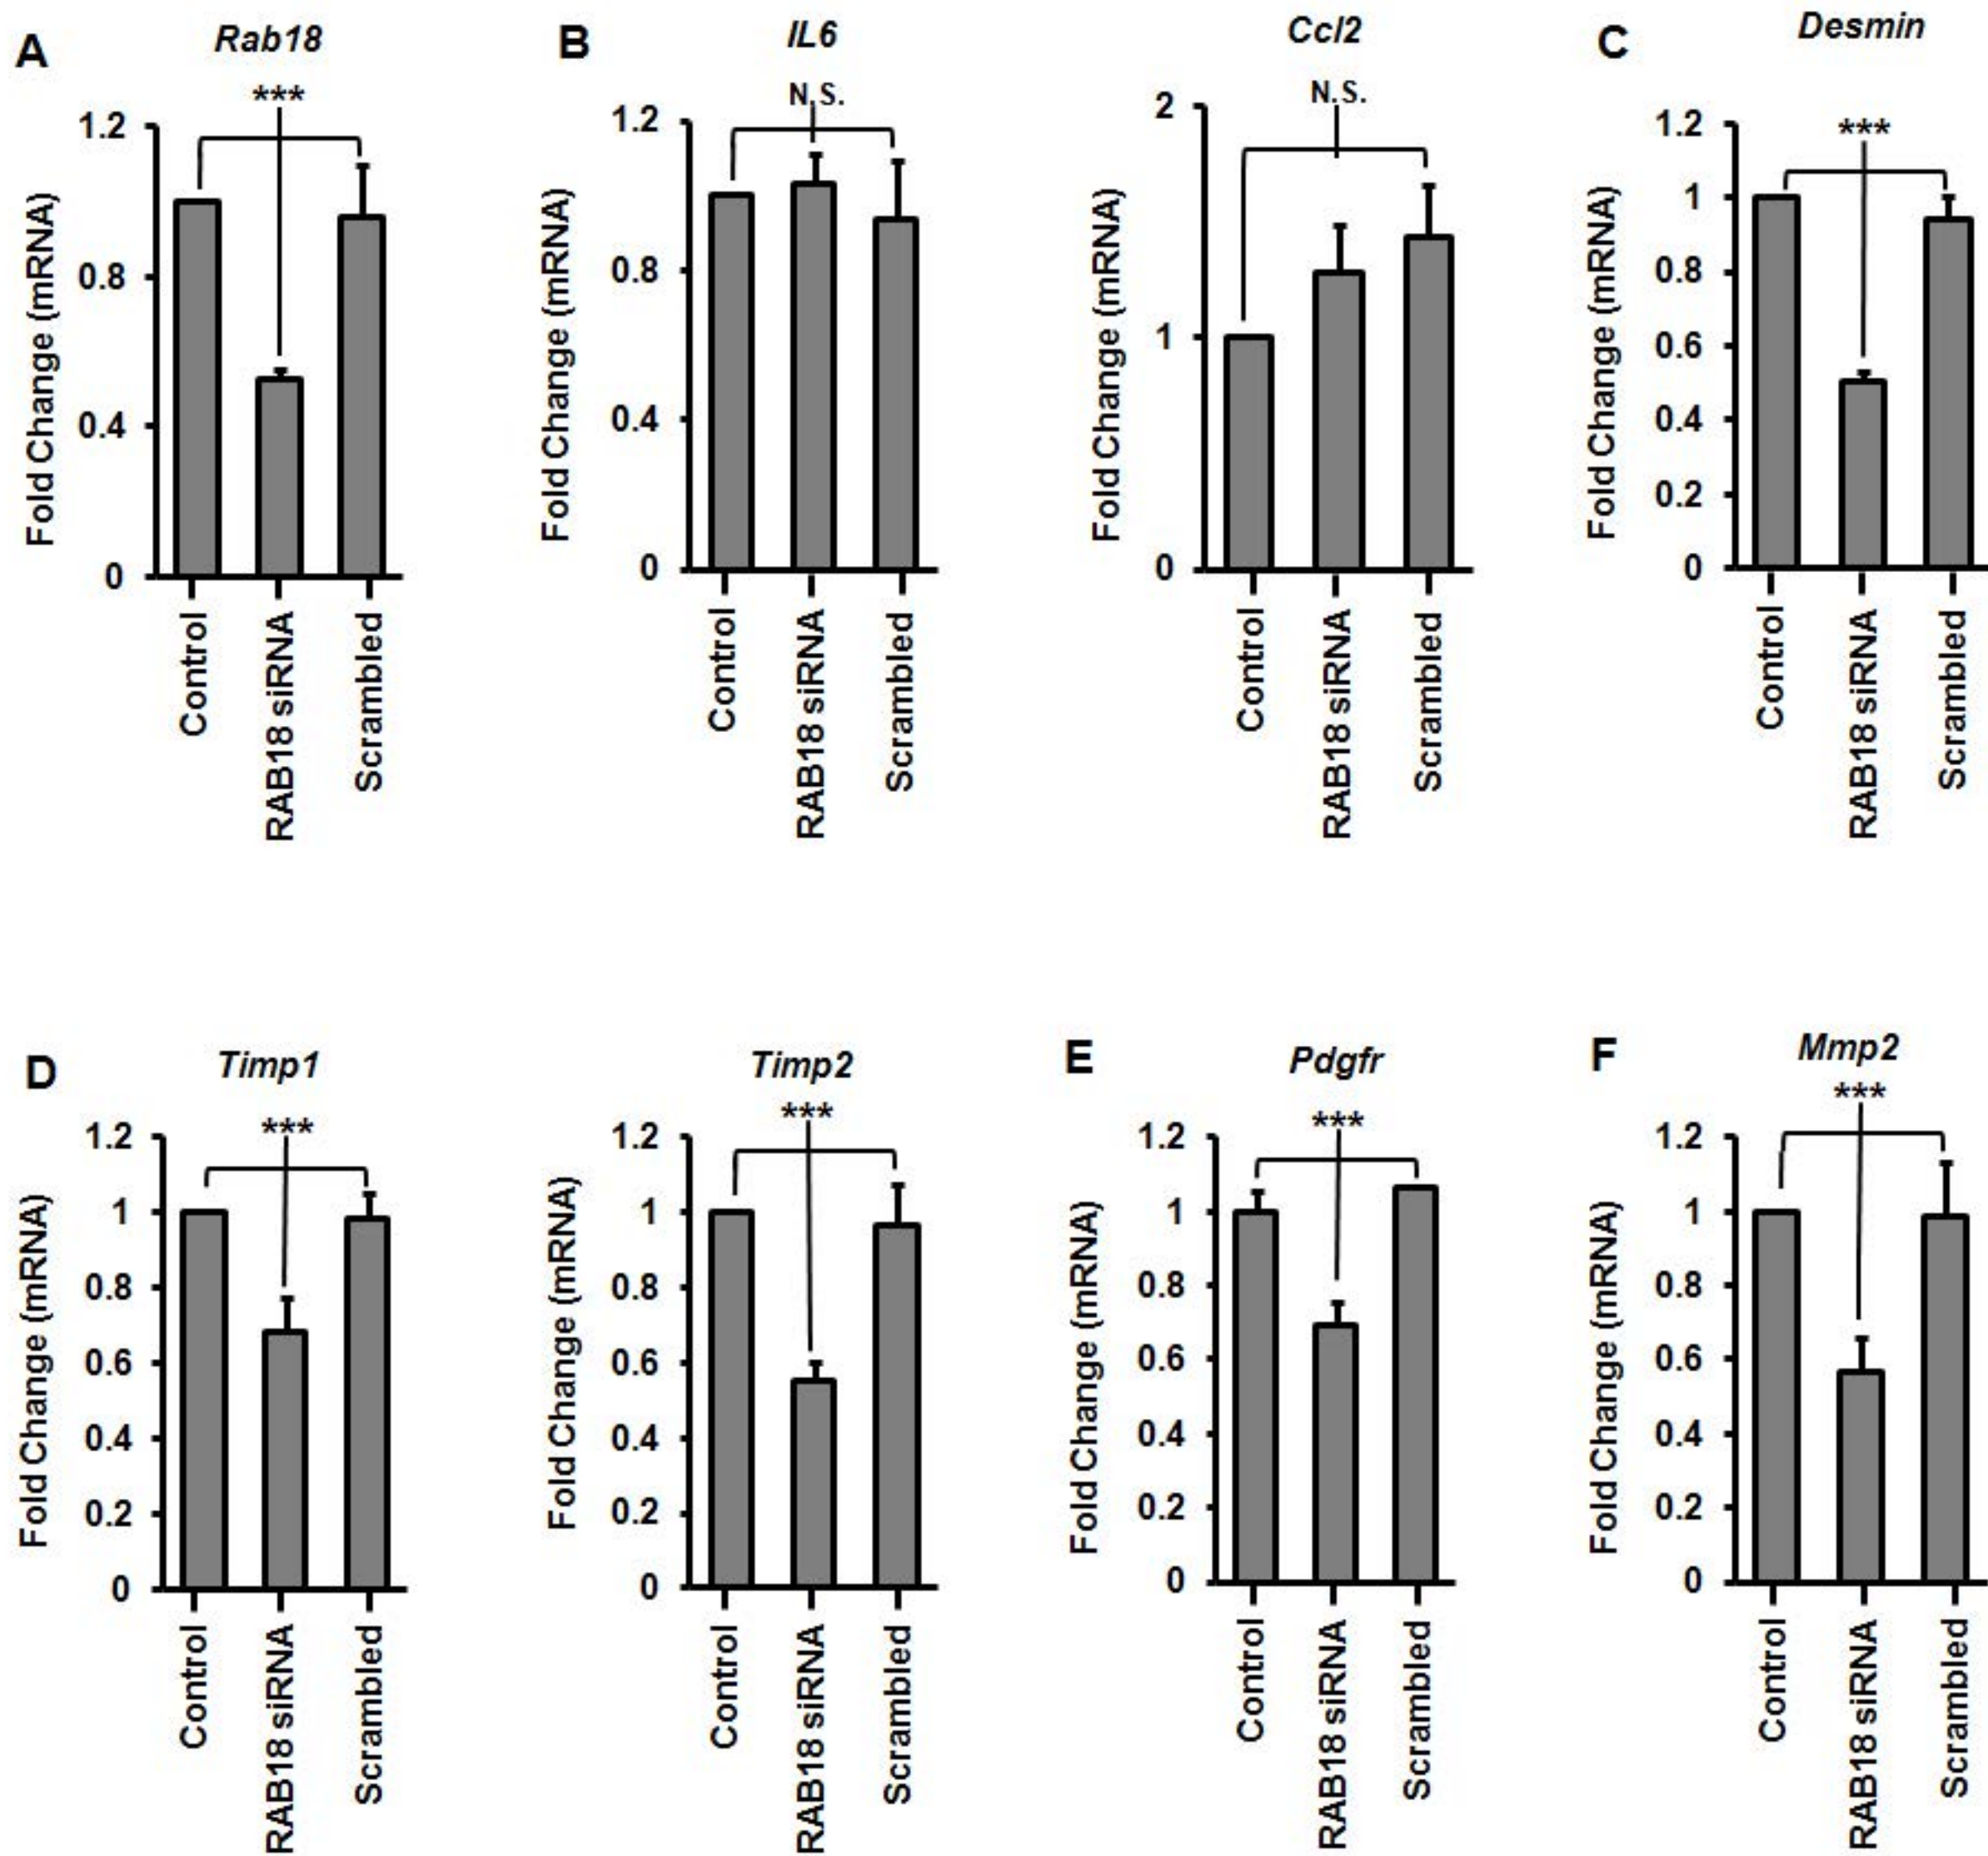 A
Rab18
***
Fold Change (mRNA)
1.2
0.8
0.4
0
Control
RAB18 siRNA
Scrambled
B
IL6
N.S.
Fold Change (mRNA)
1.2
0.8
0.4
0
Control
RAB18 siRNA
Scrambled
Ccl2
N.S.
Fold Change (mRNA)
2
1
0
Control
RAB18 siRNA
Scrambled
C
Desmin
***
Fold Change (mRNA)
1.2
1
0.8
0.6
0.4
0.2
0
Control
RAB18 siRNA
Scrambled
D
Timp1
***
Fold Change (mRNA)
1.2
1
0.8
0.6
0.4
0.2
0
Control
RAB18 siRNA
Scrambled
Timp2
***
Fold Change (mRNA)
1.2
1
0.8
0.6
0.4
0.2
0
Control
RAB18 siRNA
Scrambled
E
Pdgfr
***
Fold Change (mRNA)
1.2
1
0.8
0.6
0.4
0.2
0
Control
RAB18 siRNA
Scrambled
F
Mmp2
***
Fold Change (mRNA)
1.2
1
0.8
0.6
0.4
0.2
0
Control
RAB18 siRNA
Scrambled